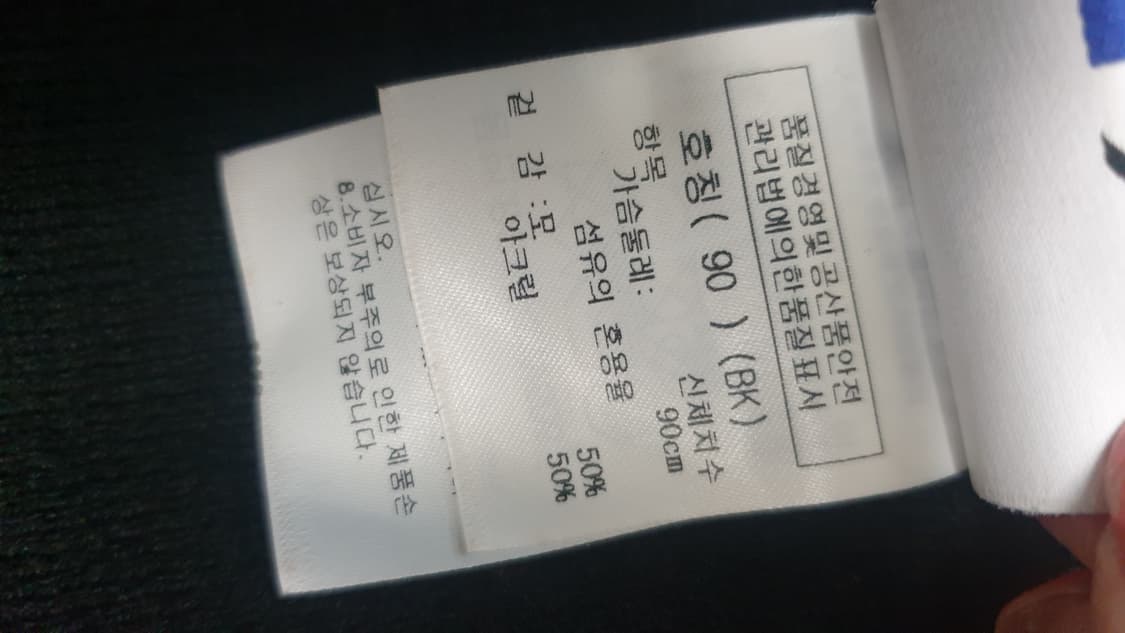 품질경영및공산품안전
관리법에의한품질표시
호칭( 90 )(BK)
항목 신체치수
가슴둘레: 90cm
섬유의 혼용율
겉 감 :모 50%
아크릴 50%
십시오.
8.소비자 부주의로 인한 제품손
상은 보상되지 않습니다.